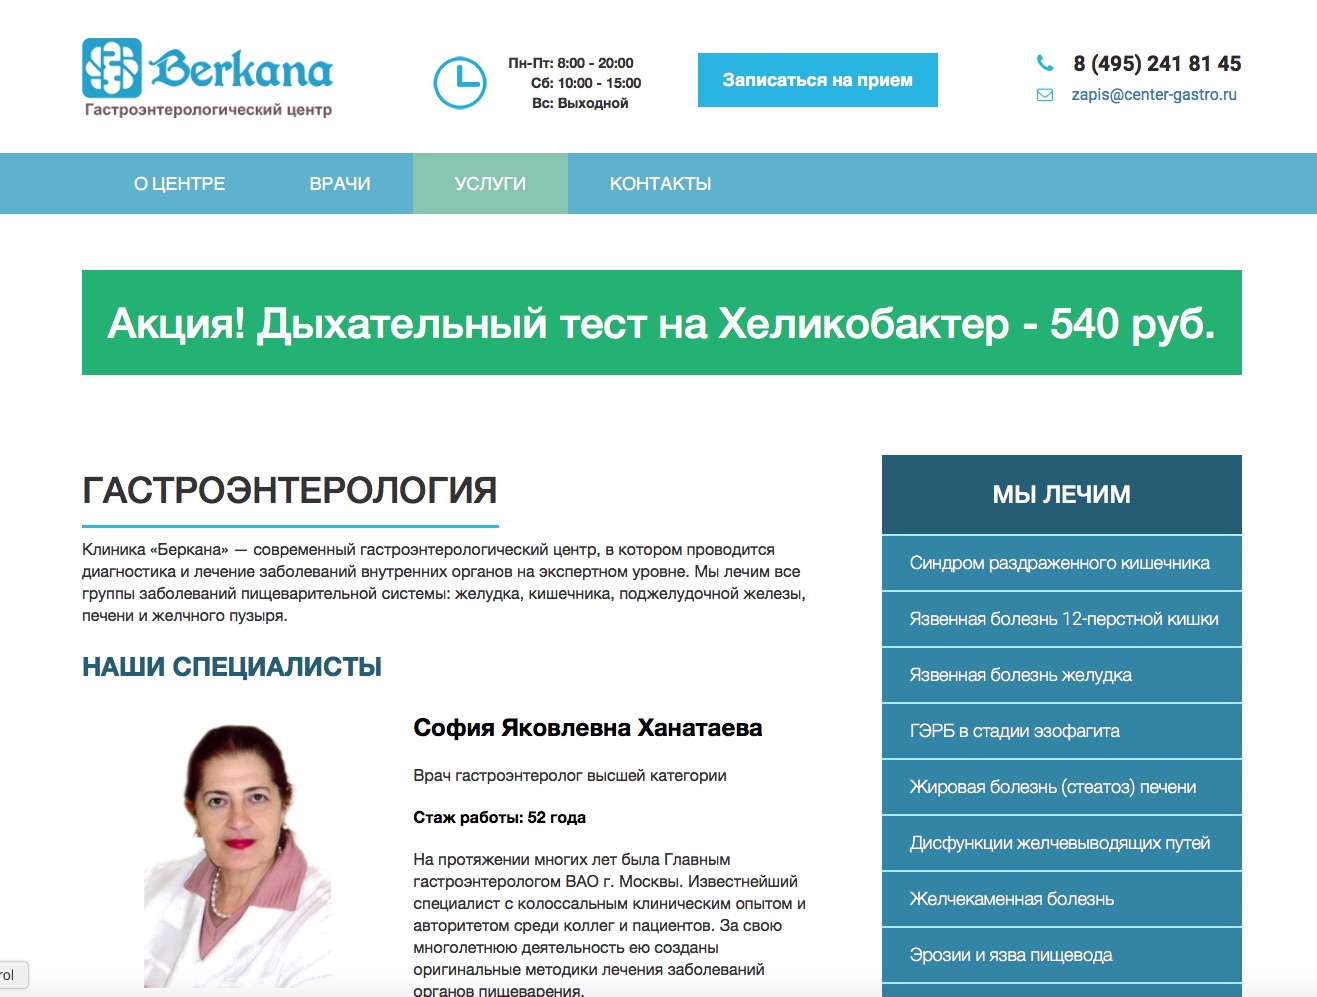 Berkana
Гастроэнтерологический центр
Пн-Пт: 8:00 - 20:00
Сб: 10:00 - 15:00
Вс: Выходной
Записаться на прием
8 (495) 241 81 45
zapis@center-gastro.ru
О ЦЕНТРЕ
ВРАЧИ
УСЛУГИ
КОНТАКТЫ
Акция! Дыхательный тест на Хеликобактер - 540 руб.
ГАСТРОЭНТЕРОЛОГИЯ
Клиника «Беркана» — современный гастроэнтерологический центр, в котором проводится
диагностика и лечение заболеваний внутренних органов на экспертном уровне. Мы лечим все
группы заболеваний пищеварительной системы: желудка, кишечника, поджелудочной железы,
печени и желчного пузыря.
НАШИ СПЕЦИАЛИСТЫ
София Яковлевна Ханатаева
Врач гастроэнтеролог высшей категории
Стаж работы: 52 года
На протяжении многих лет была Главным
гастроэнтерологом ВАО г. Москвы. Известнейший
специалист с колоссальным клиническим опытом и
авторитетом среди коллег и пациентов. За свою
многолетнюю деятельность ею созданы
оригинальные методики лечения заболеваний
органов пищеварения.
МЫ ЛЕЧИМ
Синдром раздраженного кишечника
Язвенная болезнь 12-перстной кишки
Язвенная болезнь желудка
ГЭРБ в стадии эзофагита
Жировая болезнь (стеатоз) печени
Дисфункции желчевыводящих путей
Желчекаменная болезнь
Эрозии и язва пищевода
rol